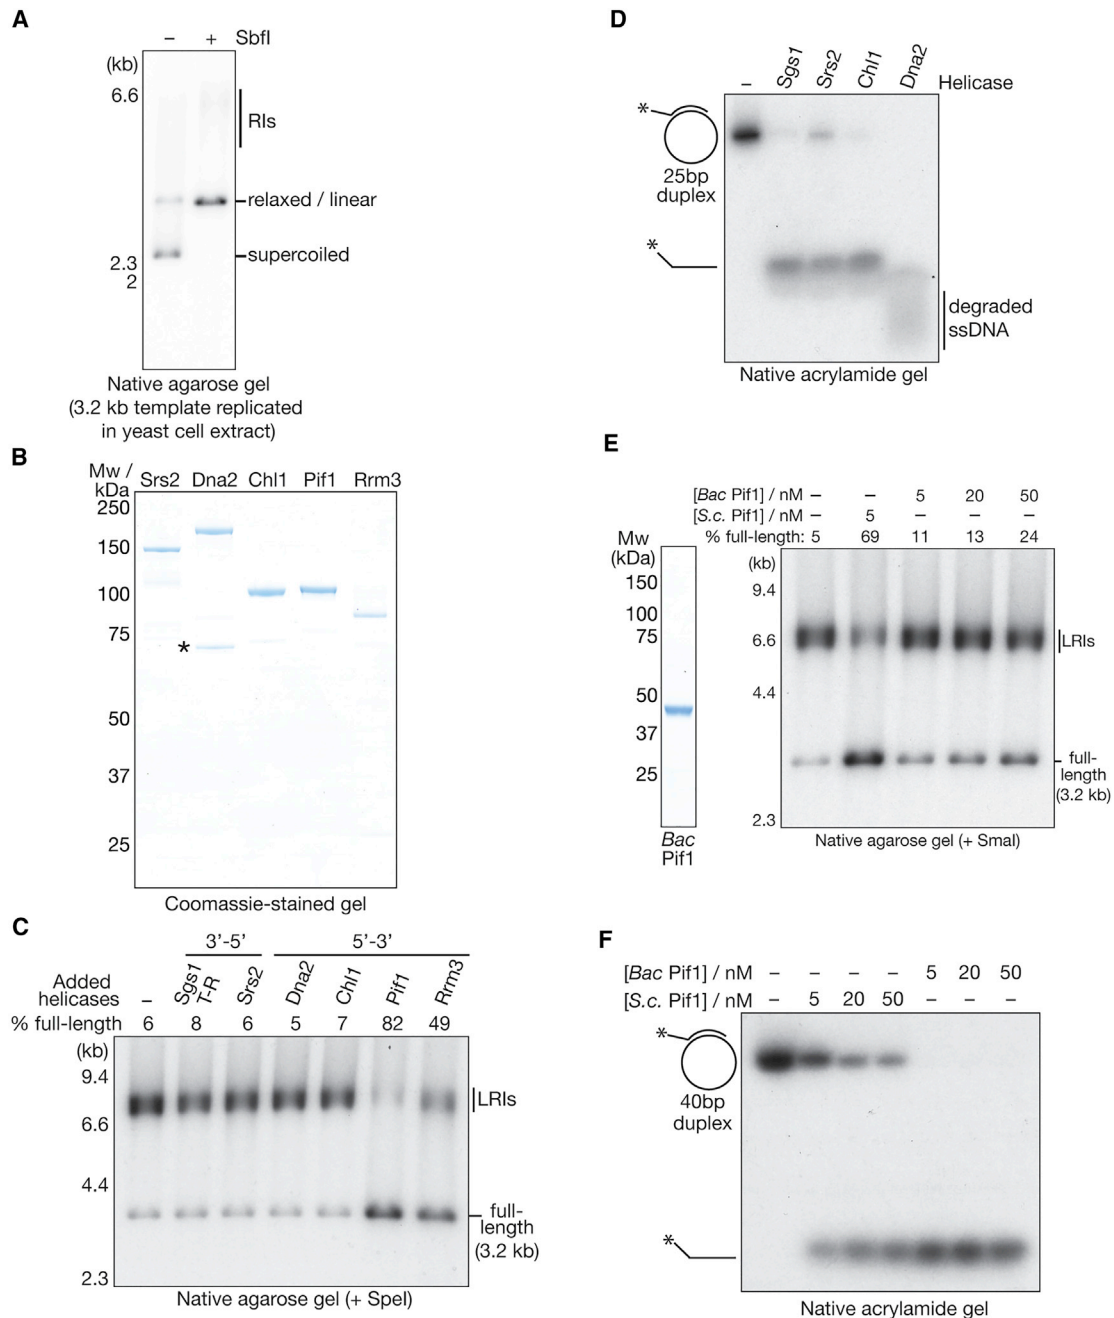 A
– + SbfI
(kb)
6.6
RIs
relaxed / linear
supercoiled
2.3
2
Native agarose gel
(3.2 kb template replicated
in yeast cell extract)
B
Mw /
kDa
Srs2 Dna2 Chl1 Pif1 Rrm3
250
150
100
75
*
50
37
25
Coomassie-stained gel
C
3’-5’ 5’-3’
Added
helicases
– Sgs1 T-R Srs2 Dna2 Chl1 Pif1 Rrm3
% full-length 6 8 6 5 7 82 49
(kb)
9.4
LRIs
6.6
4.4
full-
length
(3.2 kb)
2.3
Native agarose gel (+ SpeI)
D
– Sgs1 Srs2 Chl1 Dna2 Helicase
*
25bp
duplex
*
degraded
ssDNA
Native acrylamide gel
E
[Bac Pif1] / nM – – 5 20 50
[S.c. Pif1] / nM – 5 – – –
% full-length: 5 69 11 13 24
Mw
(kDa)
150
100
75
50
37
25
Bac
Pif1
(kb)
9.4
6.6
LRIs
4.4
full-
length
(3.2 kb)
2.3
Native agarose gel (+ SmaI)
F
[Bac Pif1] / nM – – – – 5 20 50
[S.c. Pif1] / nM – 5 20 50 – – –
*
40bp
duplex
*
Native acrylamide gel